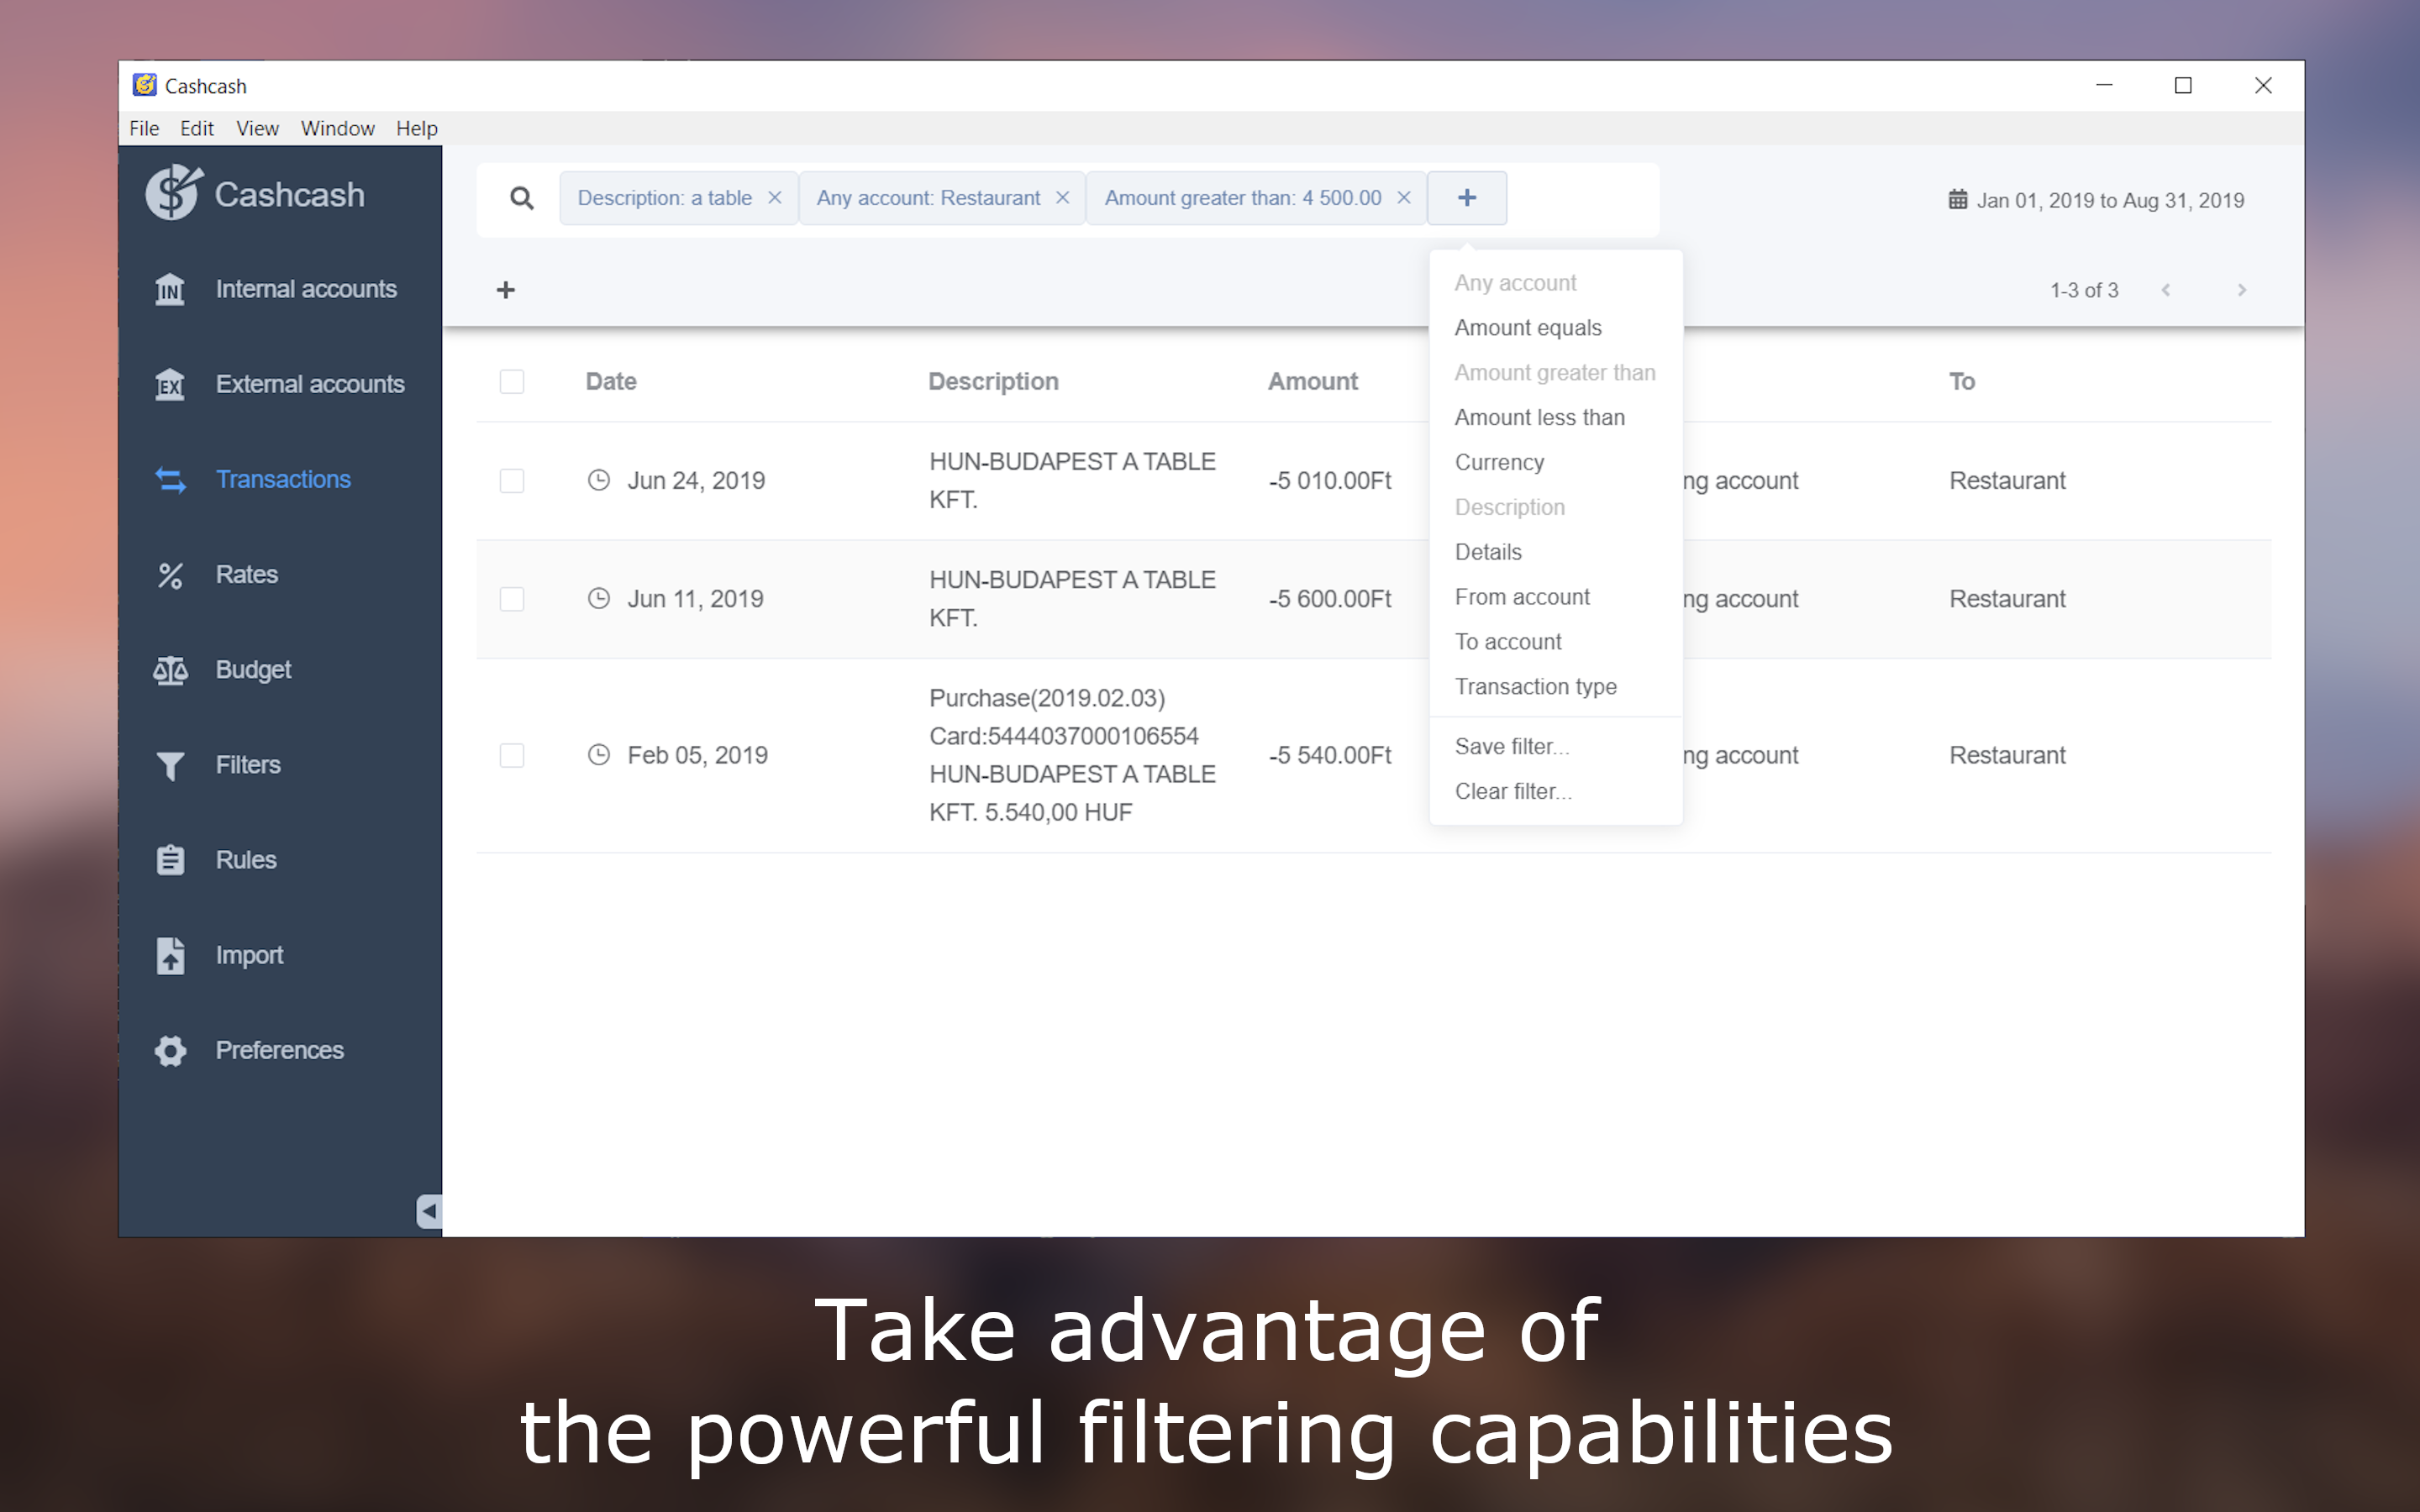 Cashcash
File Edit View Window Help
Cashcash
Internal accounts
External accounts
Transactions
Rates
Budget
Filters
Rules
Import
Preferences
Description: a table
Any account: Restaurant
Amount greater than: 4 500.00
Jan 01, 2019 to Aug 31, 2019
1-3 of 3
Any account
Amount equals
Amount greater than
Amount less than
Currency
Description
Details
From account
To account
Transaction type
Save filter...
Clear filter...
Date Description Amount To
Jun 24, 2019
HUN-BUDAPEST A TABLE
KFT.
-5 010.00Ft
ng account
Restaurant
Jun 11, 2019
HUN-BUDAPEST A TABLE
KFT.
-5 600.00Ft
ng account
Restaurant
Feb 05, 2019
Purchase(2019.02.03)
Card:5444037000106554
HUN-BUDAPEST A TABLE
KFT. 5.540,00 HUF
-5 540.00Ft
ng account
Restaurant
Take advantage of
the powerful filtering capabilities